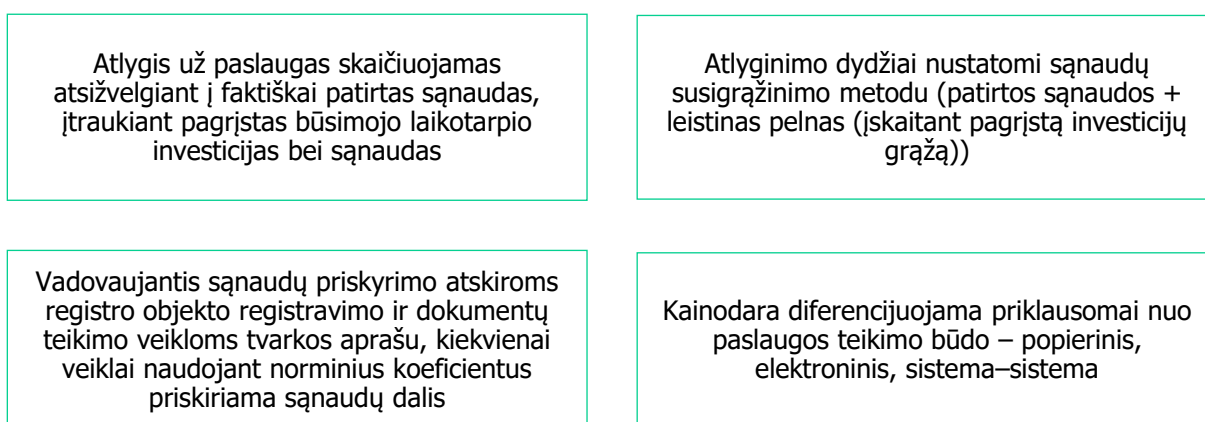 Atlygis už paslaugas skaičiuojamas
atsižvelgiant į faktiškai patirtas sąnaudas,
įtraukiant pagrįstas būsimojo laikotarpio
investicijas bei sąnaudas
Atlyginimo dydžiai nustatomi sąnaudų
susigrąžinimo metodu (patirtos sąnaudos +
leistinas pelnas (įskaitant pagrįstą investicijų
grąžą))
Vadovaujantis sąnaudų priskyrimo atskiroms
registro objekto registravimo ir dokumentų
teikimo veikloms tvarkos aprašu, kiekvienai
veiklai naudojant norminius koeficientus
priskiriama sąnaudų dalis
Kainodara diferencijuojama priklausomai nuo
paslaugos teikimo būdo – popierinis,
elektroninis, sistema–sistema